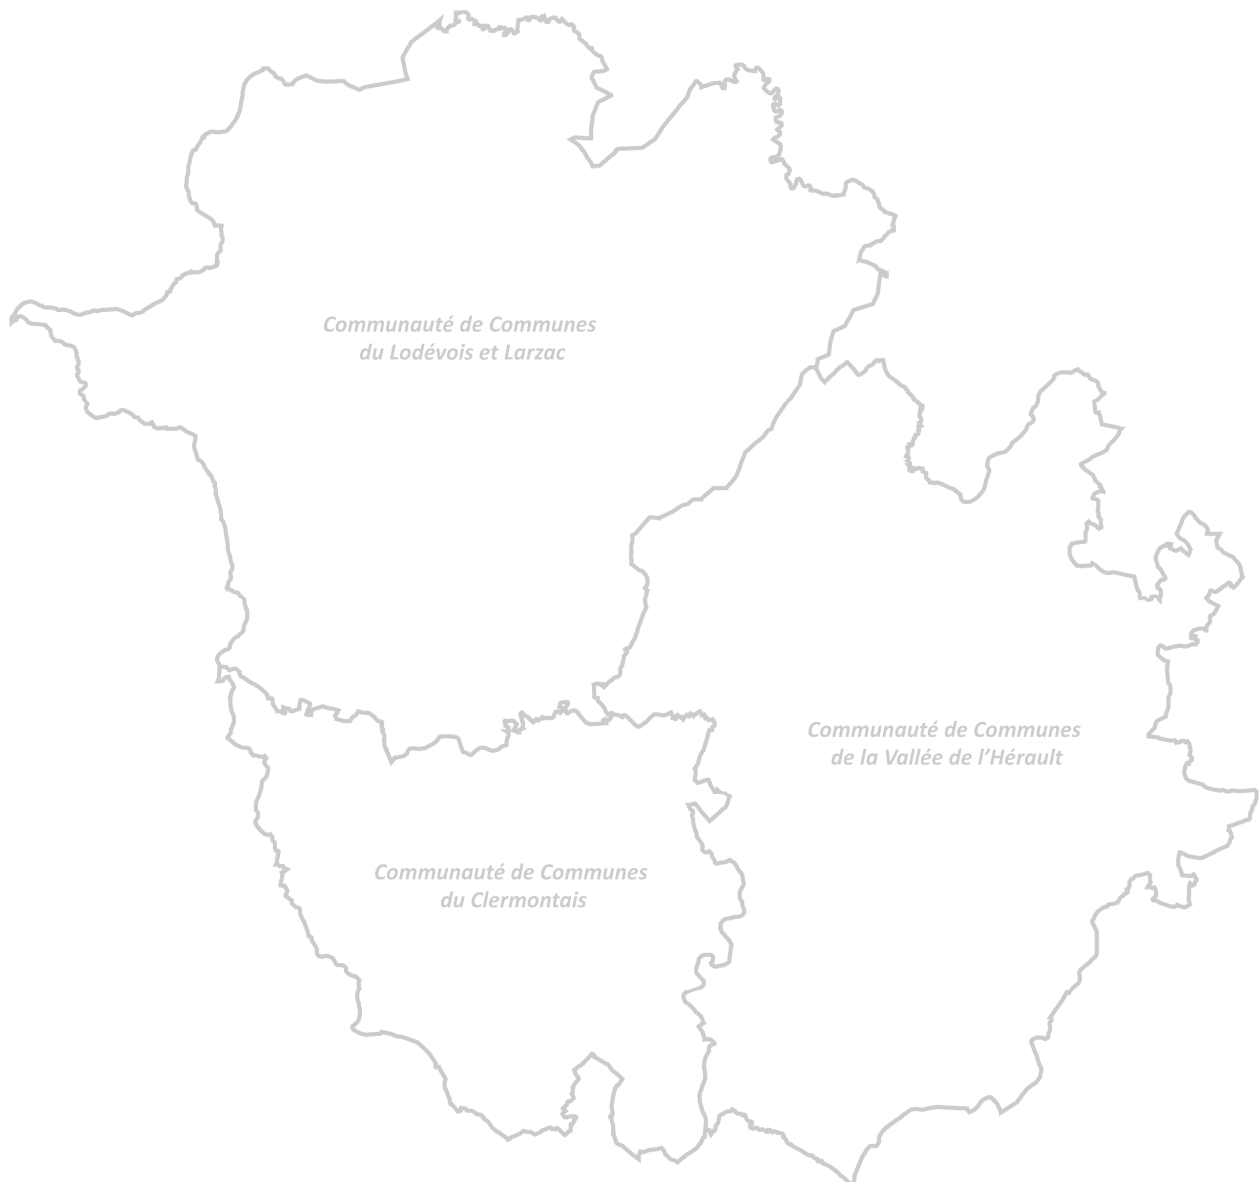 Communauté de Communes
du Lodévois et Larzac
Communauté de Communes
de la Vallée de l’Hérault
Communauté de Communes
du Clermontais